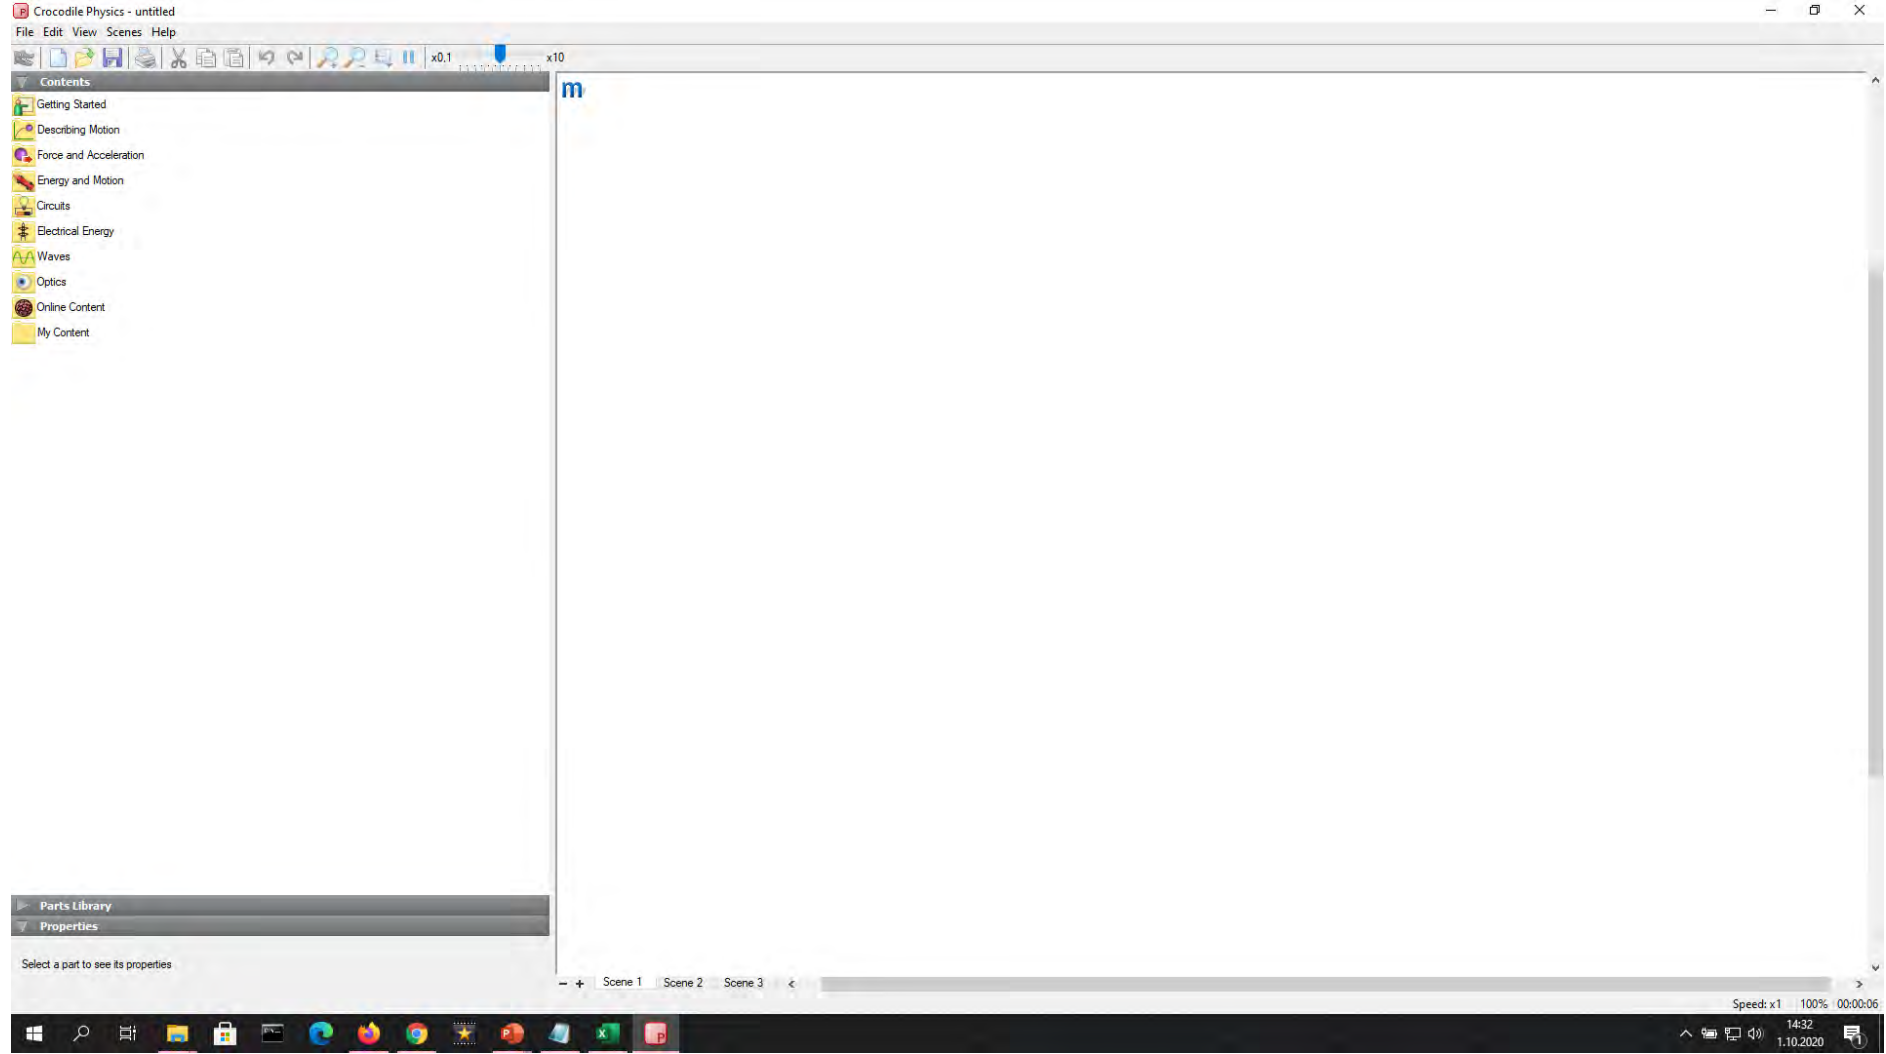 Crocodile Physics - untitled
File Edit View Scenes Help
x0.1 x10
Contents
Getting Started
Describing Motion
Force and Acceleration
Energy and Motion
Circuits
Electrical Energy
Waves
Optics
Online Content
My Content
m
Parts Library
Properties
Select a part to see its properties
Scene 1 Scene 2 Scene 3
Speed: x1 100% 00:00:06
14:32
1.10.2020